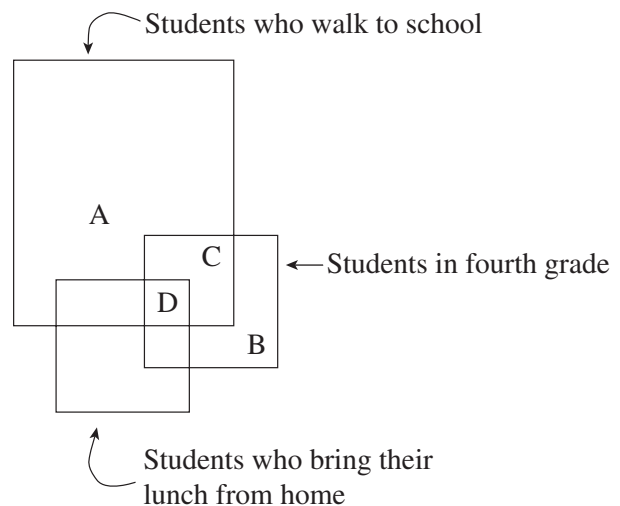 Students who walk to school
A
C
Students in fourth grade
D
B
Students who bring their
lunch from home